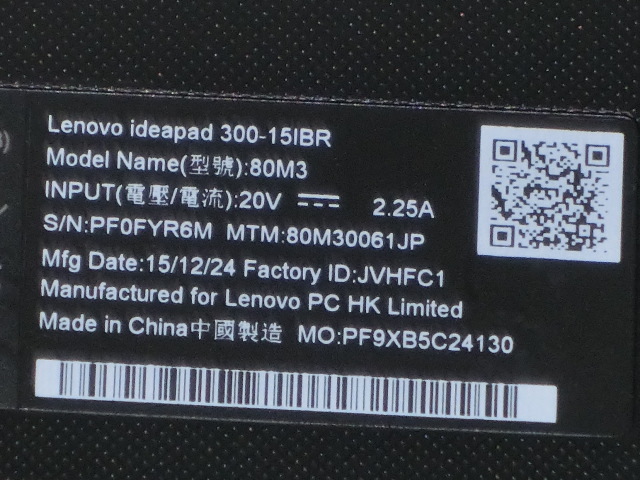 Lenovo ideapad 300-15IBR
Model Name(型號):80M3
INPUT(電壓/電流):20V ⎓ 2.25A
S/N:PF0FYR6M MTM:80M30061JP
Mfg Date:15/12/24 Factory ID:JVHFC1
Manufactured for Lenovo PC HK Limited
Made in China中國製造 MO:PF9XB5C24130